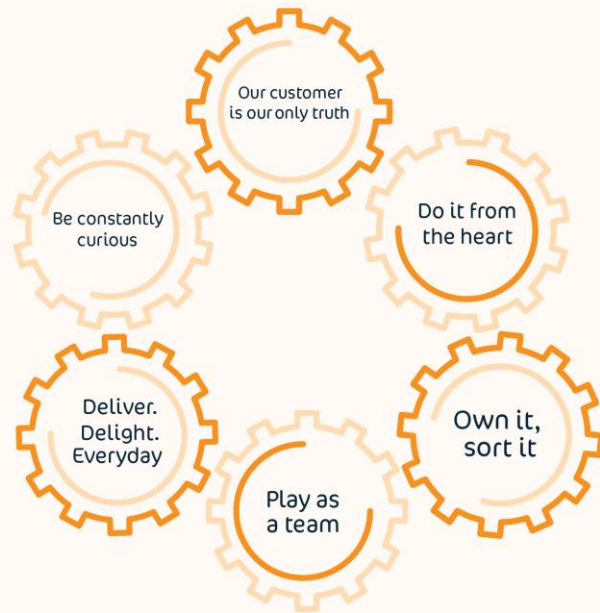 Our customer
is our only truth
Do it from
the heart
Own it,
sort it
Play as
a team
Deliver.
Delight.
Everyday
Be constantly
curious